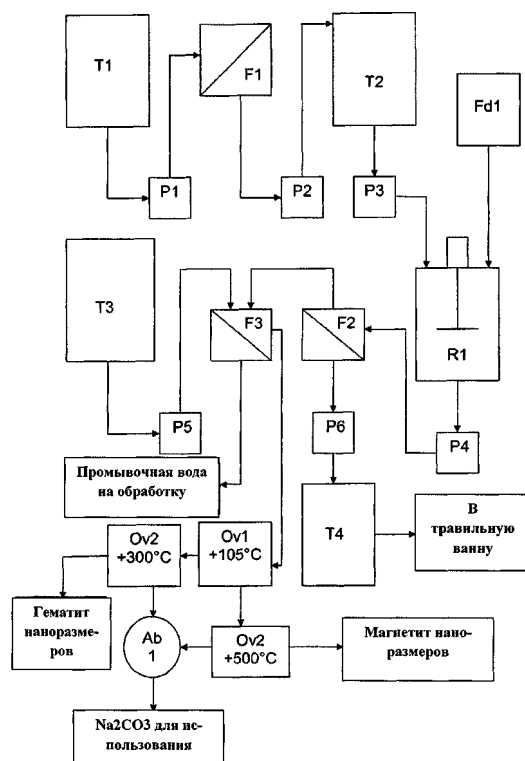 T1
F1
T2
Fd1
P1
P2
P3
T3
F3
F2
R1
P5
P6
P4
Промывочная вода
на обработку
T4
В
травильную
ванну
Ov2
+300°C
Ov1
+105°C
Гематит
наноразме-
ров
Ab
1
Ov2
+500°C
Магнетит нано-
размеров
Na2CO3 для ис-
пользования